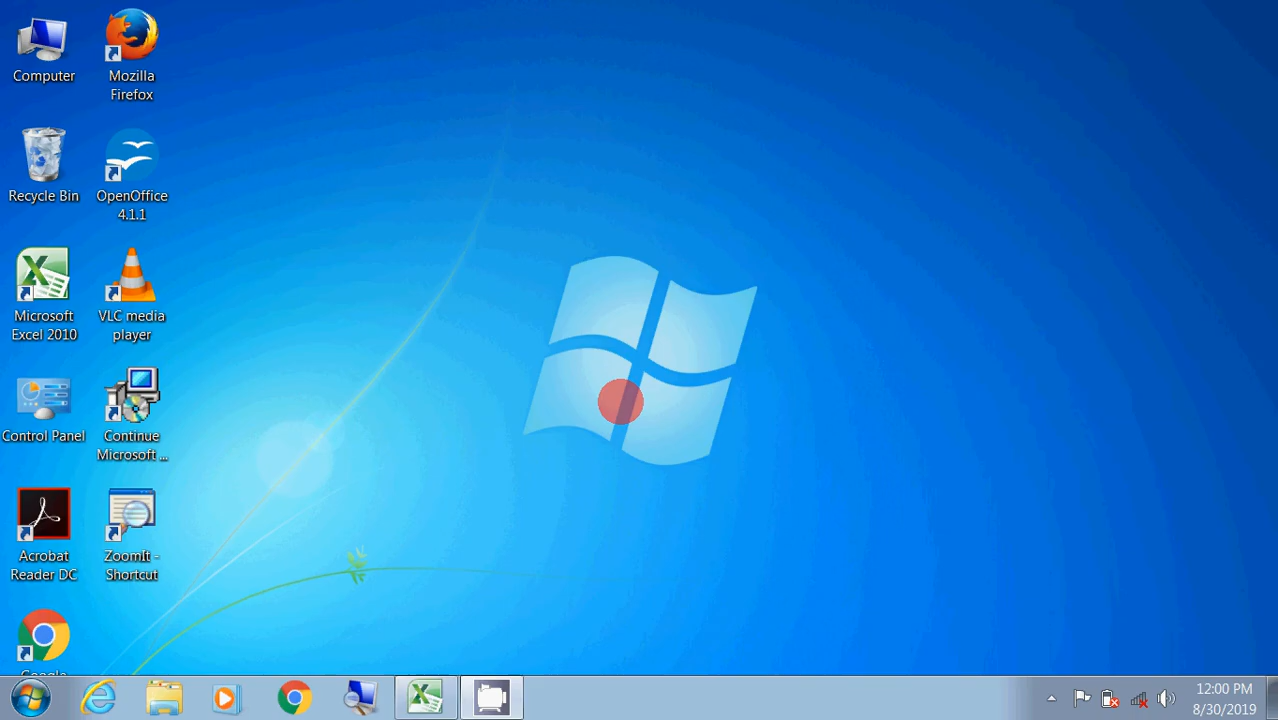 Computer
Mozilla
Firefox
Recycle Bin
OpenOffice
4.1.1
Microsoft
Excel 2010
VLC media
player
Control Panel
Continue
Microsoft ...
Acrobat
Reader DC
ZoomIt -
Shortcut
Google
12:00 PM
8/30/2019